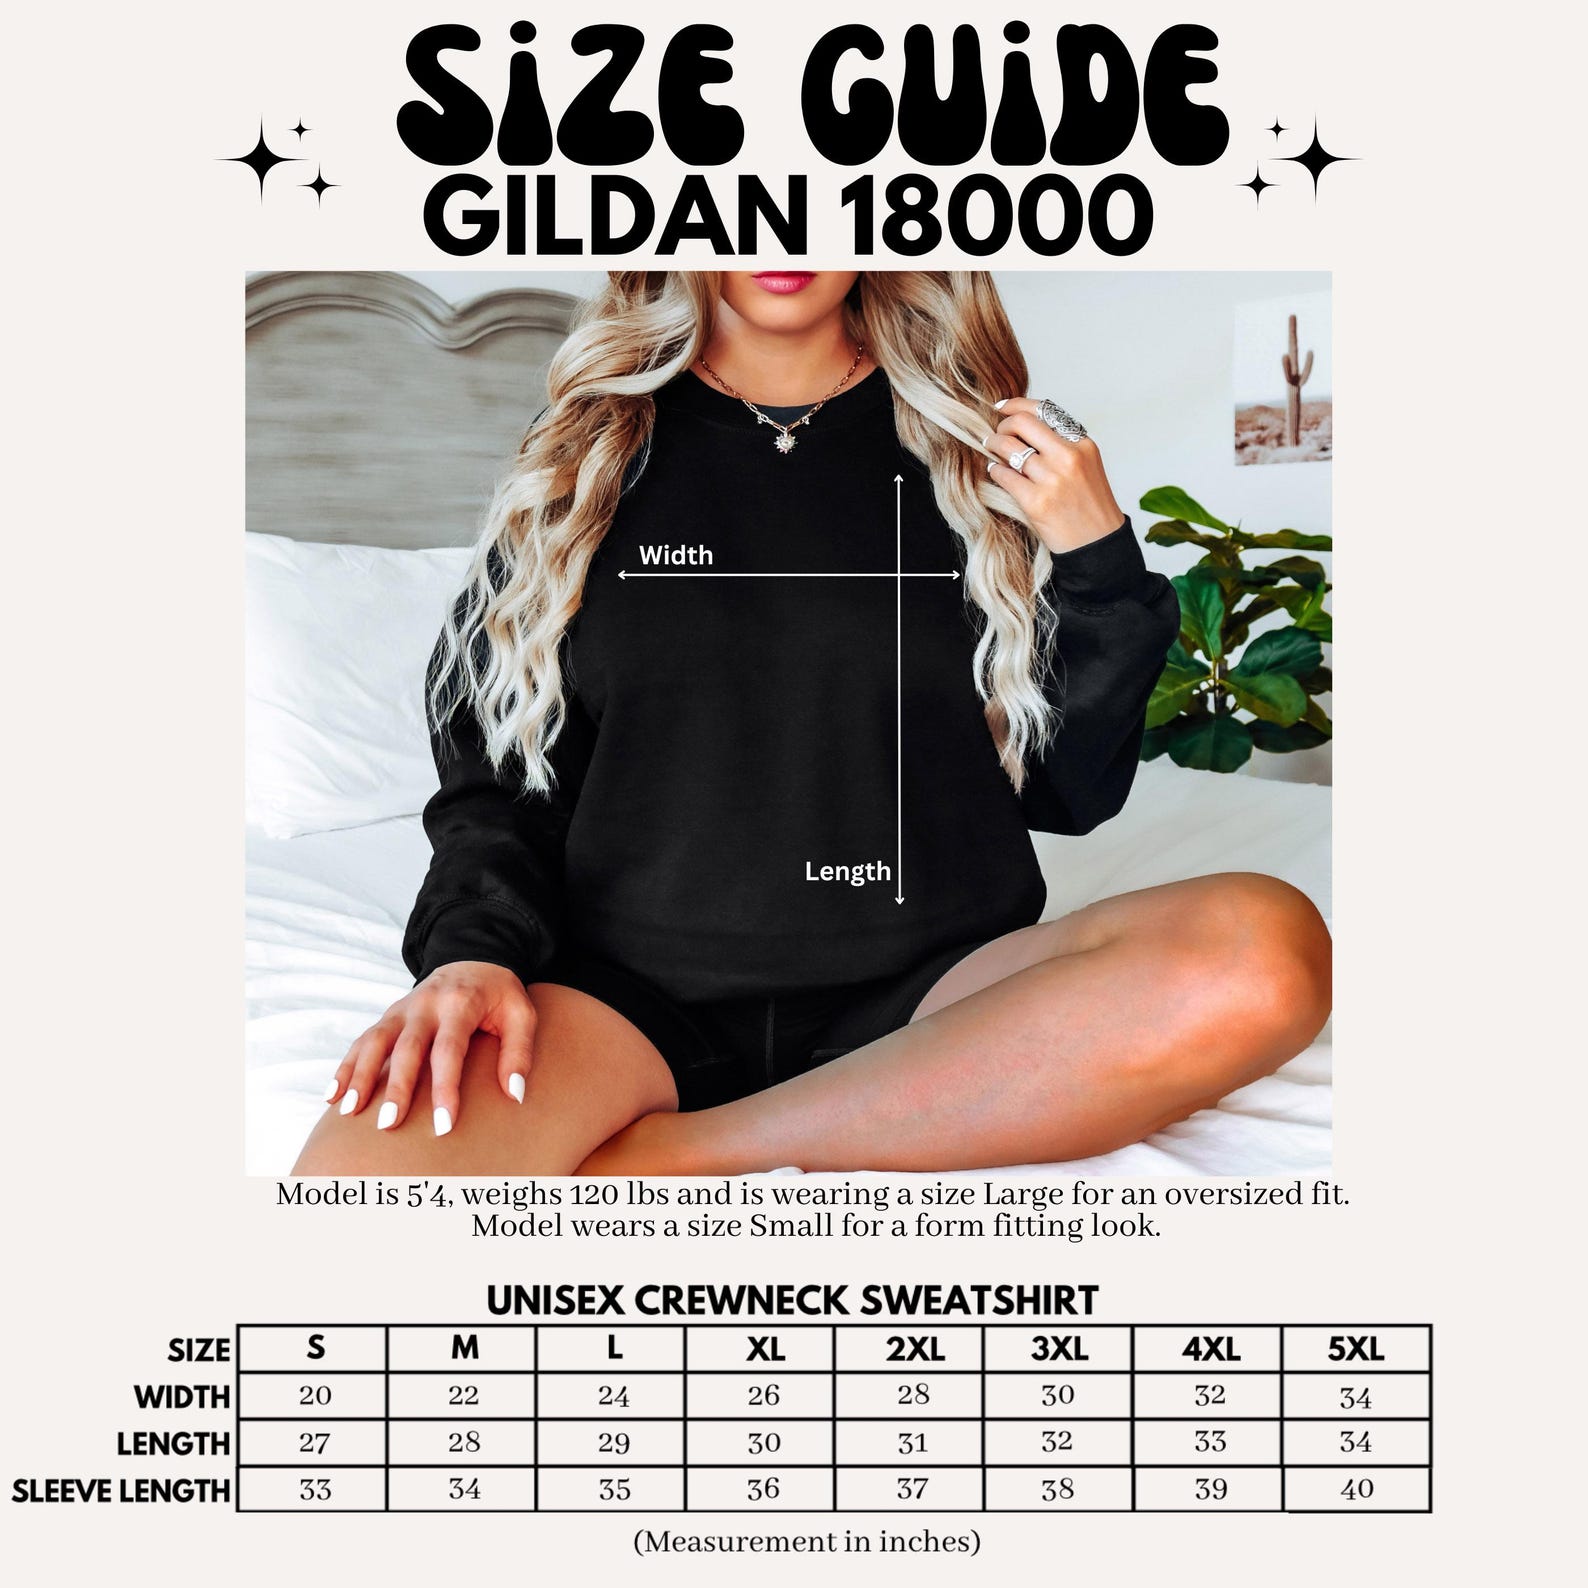 SiZE GUiDE
GILDAN 18000
Width
Length
Model is 5'4, weighs 120 lbs and is wearing a size Large for an oversized fit.
Model wears a size Small for a form fitting look.
UNISEX CREWNECK SWEATSHIRT
SIZE S M L XL 2XL 3XL 4XL 5XL
WIDTH 20 22 24 26 28 30 32 34
LENGTH 27 28 29 30 31 32 33 34
SLEEVE LENGTH 33 34 35 36 37 38 39 40
(Measurement in inches)